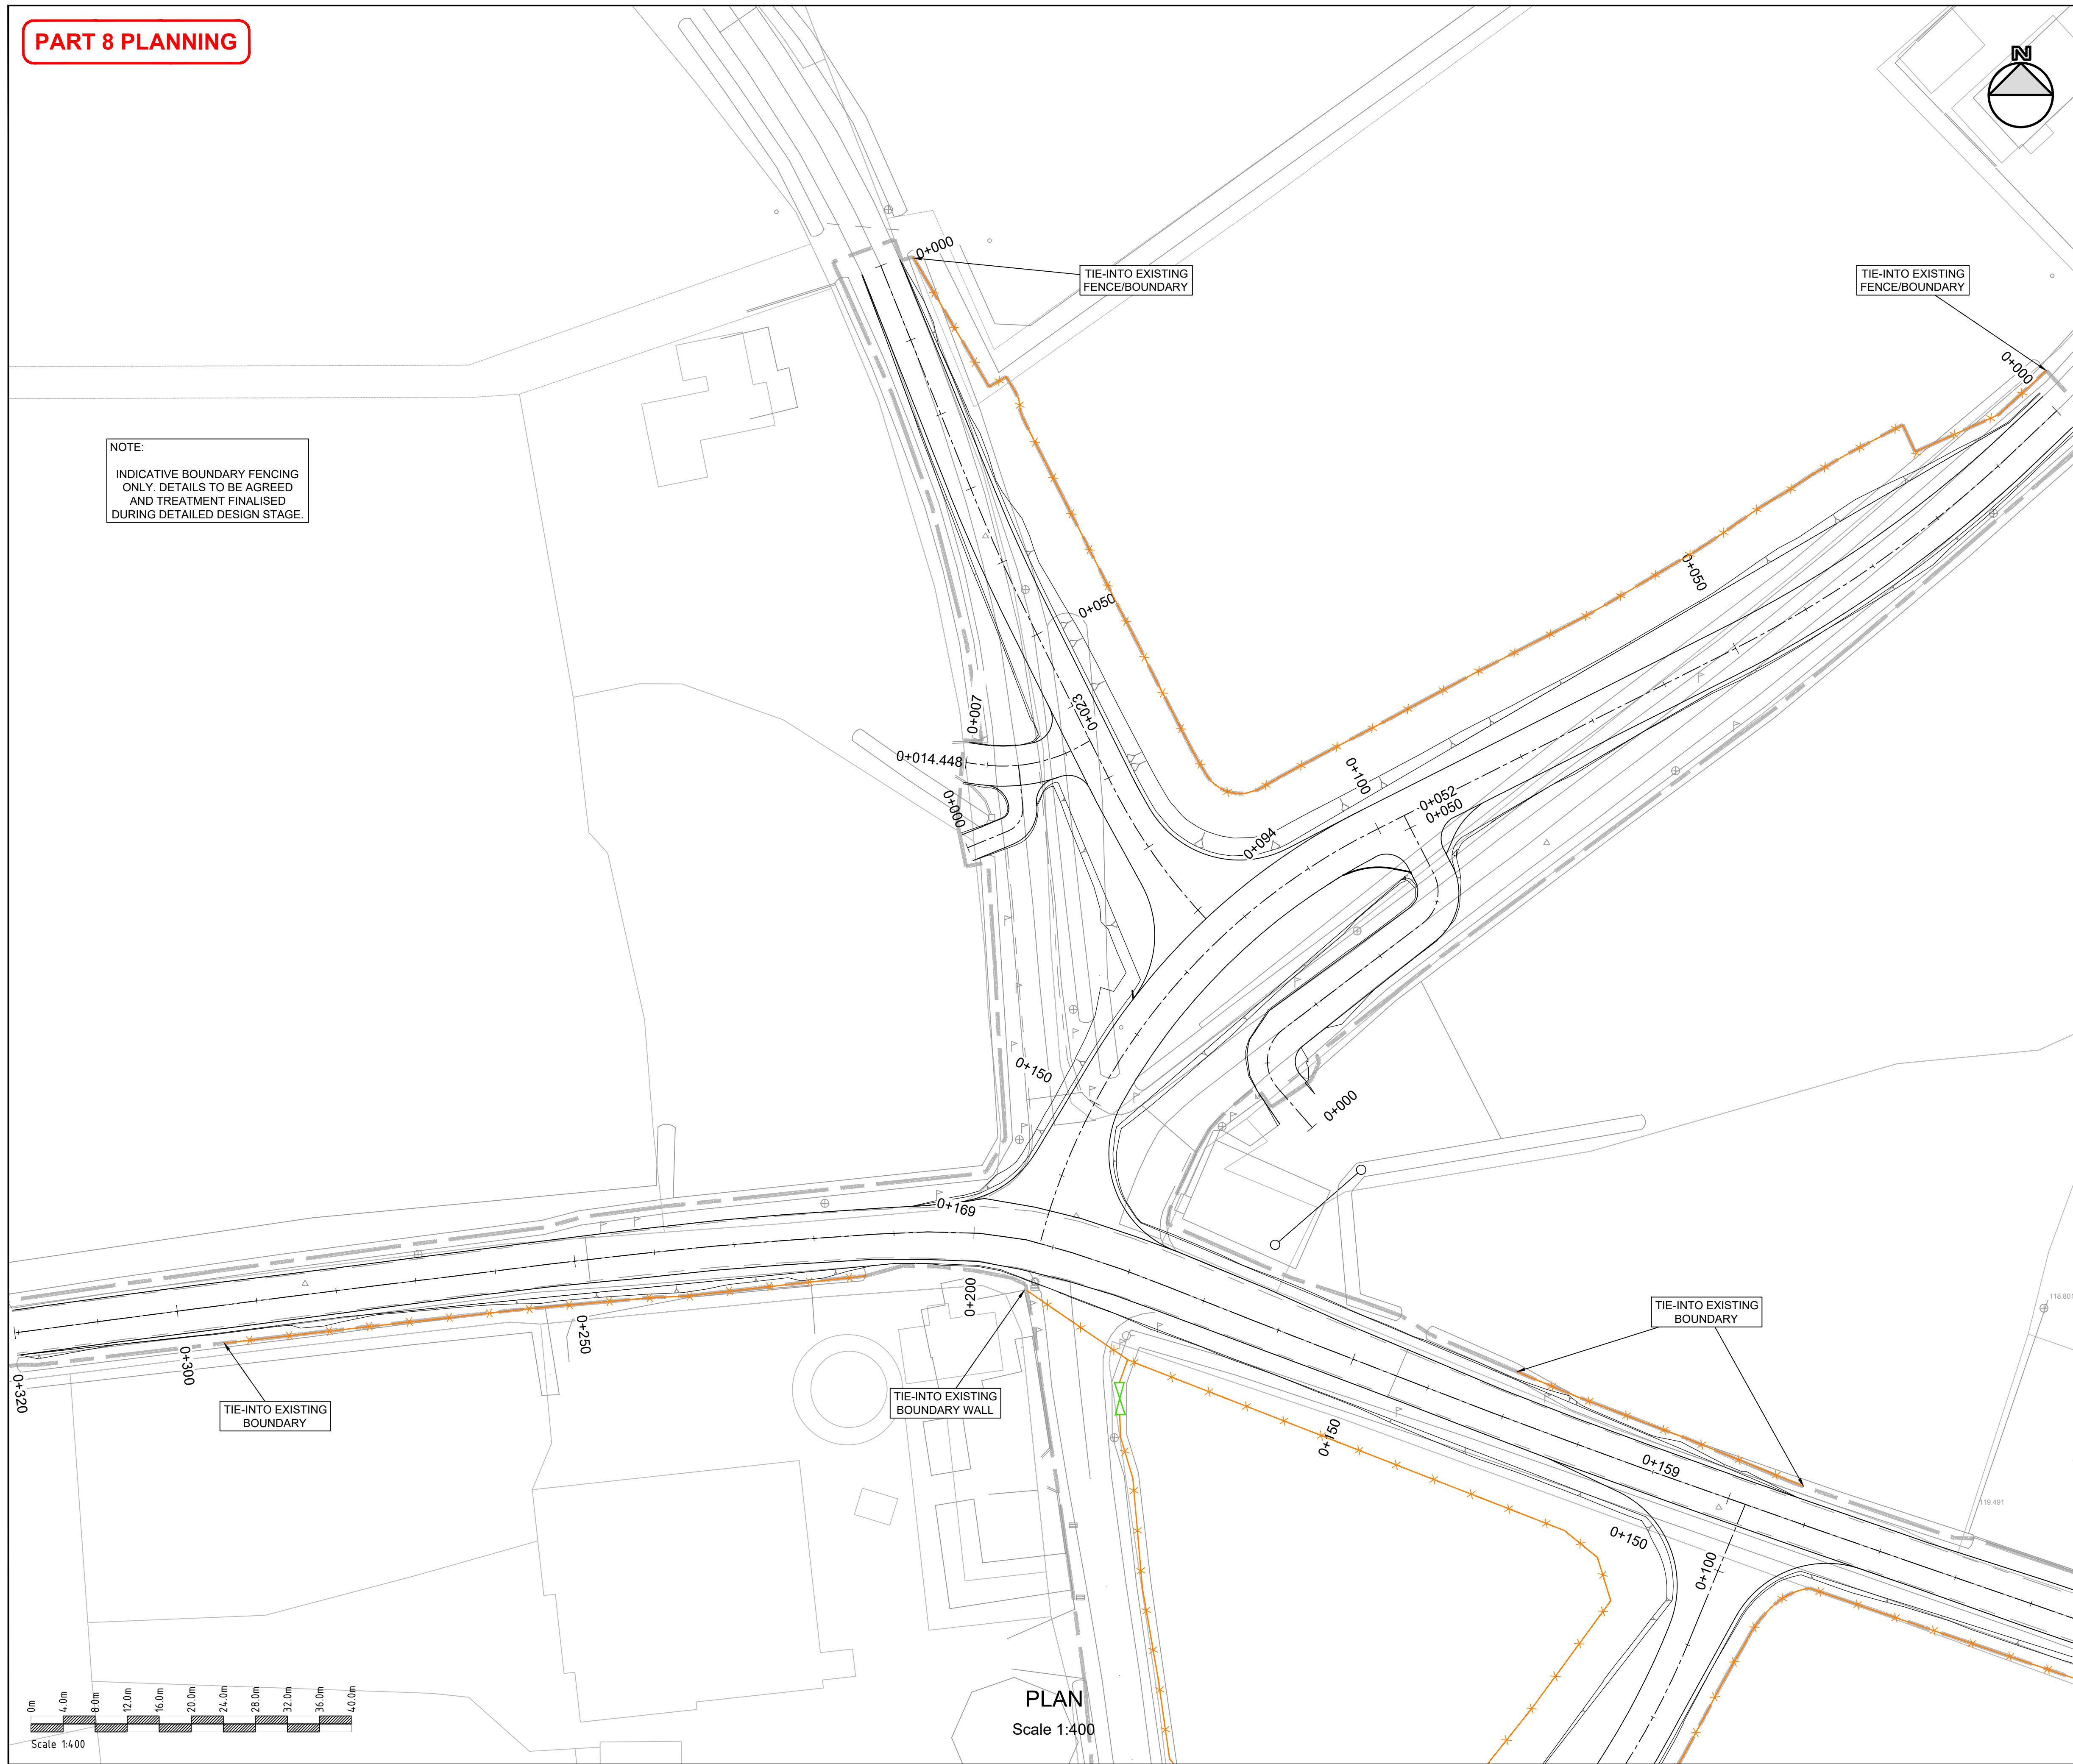 PART 8 PLANNING
N
0+000
TIE-INTO EXISTING
FENCE/BOUNDARY
TIE-INTO EXISTING
FENCE/BOUNDARY
0+000
NOTE:
INDICATIVE BOUNDARY FENCING
ONLY. DETAILS TO BE AGREED
AND TREATMENT FINALISED
DURING DETAILED DESIGN STAGE.
0+050
0+050
0+007
0+023
0+014.448
0+000
0+100
0+052
0+050
0+094
0+150
0+000
0+169
0+200
0+250
0+300
0+320
TIE-INTO EXISTING
BOUNDARY
118.801
TIE-INTO EXISTING
BOUNDARY WALL
TIE-INTO EXISTING
BOUNDARY
0+150
0+159
119.491
0+150
0+100
0m
4.0m
8.0m
12.0m
16.0m
20.0m
24.0m
28.0m
32.0m
36.0m
40.0m
Scale 1:400
PLAN
Scale 1:400